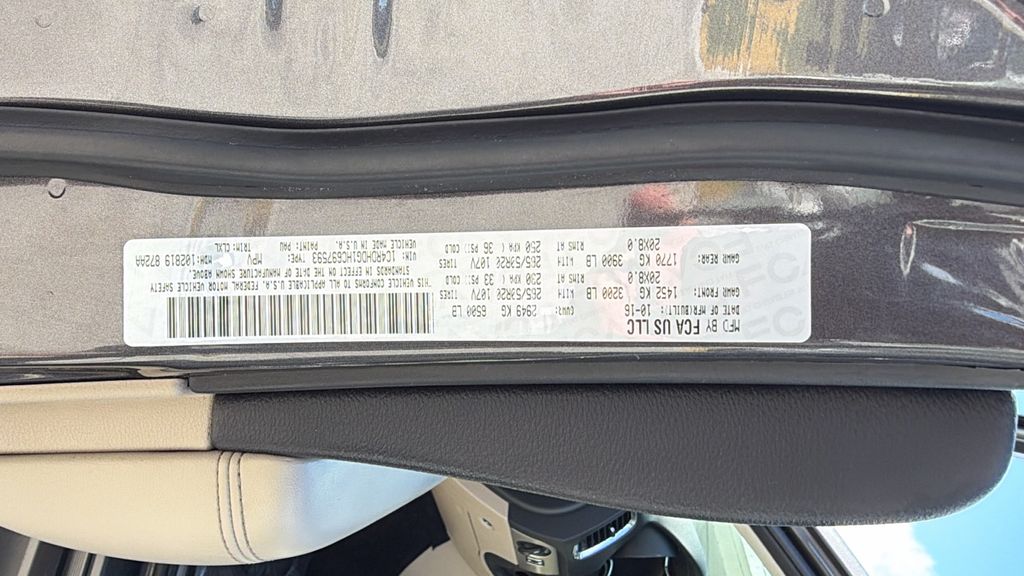 MFD BY FCA US LLC
DATE OF MFR(BUILT): 10-16 GVWR: 2949 KG 6500 LB
GAWR FRONT: 1452 KG 3200 LB WITH 265/50R20 107V TIRES
20X8.0 RIMS AT 230 KPA ( 33 PSI) COLD
GAWR REAR: 1770 KG 3900 LB WITH 265/50R20 107V TIRES
20X8.0 RIMS AT 250 KPA ( 36 PSI) COLD
THIS VEHICLE CONFORMS TO ALL APPLICABLE U.S.A. FEDERAL MOTOR VEHICLE SAFETY
STANDARDS IN EFFECT ON THE DATE OF MANUFACTURE SHOWN ABOVE.
VIN: 1C4RDHDG1HC697593 TYPE: MPV MDH: 102819 872AA
VEHICLE MADE IN U.S.A. PAINT: PAU TRIM: CLXL